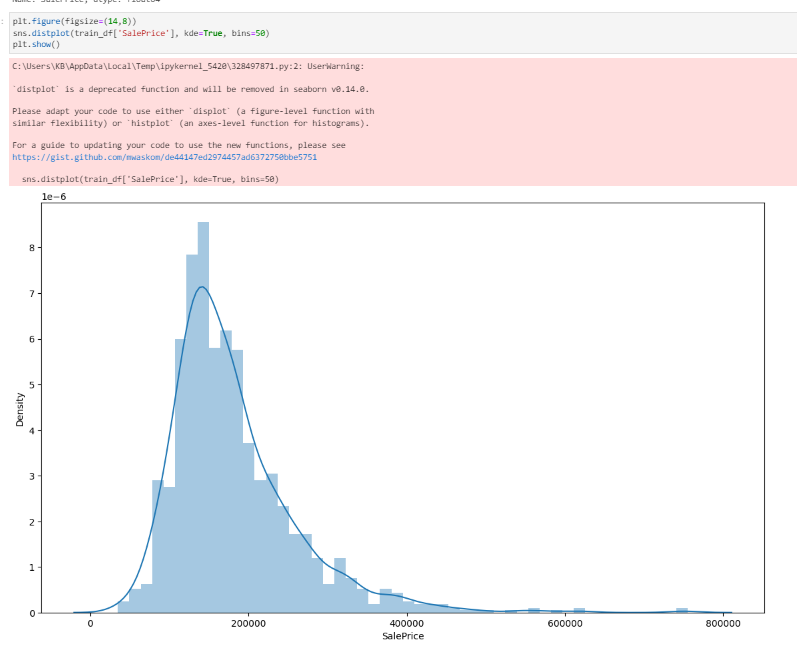 Name: SalePrice, dtype: float64
plt.figure(figsize=(14,8))
sns.distplot(train_df['SalePrice'], kde=True, bins=50)
plt.show()
C:\Users\KB\AppData\Local\Temp\ipykernel_5420\328497871.py:2: UserWarning:
`distplot` is a deprecated function and will be removed in seaborn v0.14.0.
Please adapt your code to use either `displot` (a figure-level function with
similar flexibility) or `histplot` (an axes-level function for histograms).
For a guide to updating your code to use the new functions, please see
https://gist.github.com/mwaskom/de44147ed2974457ad6372750bbe5751
sns.distplot(train_df['SalePrice'], kde=True, bins=50)
1e−6
8
7
6
5
4
3
2
1
0
Density
0 200000 400000 600000 800000
SalePrice